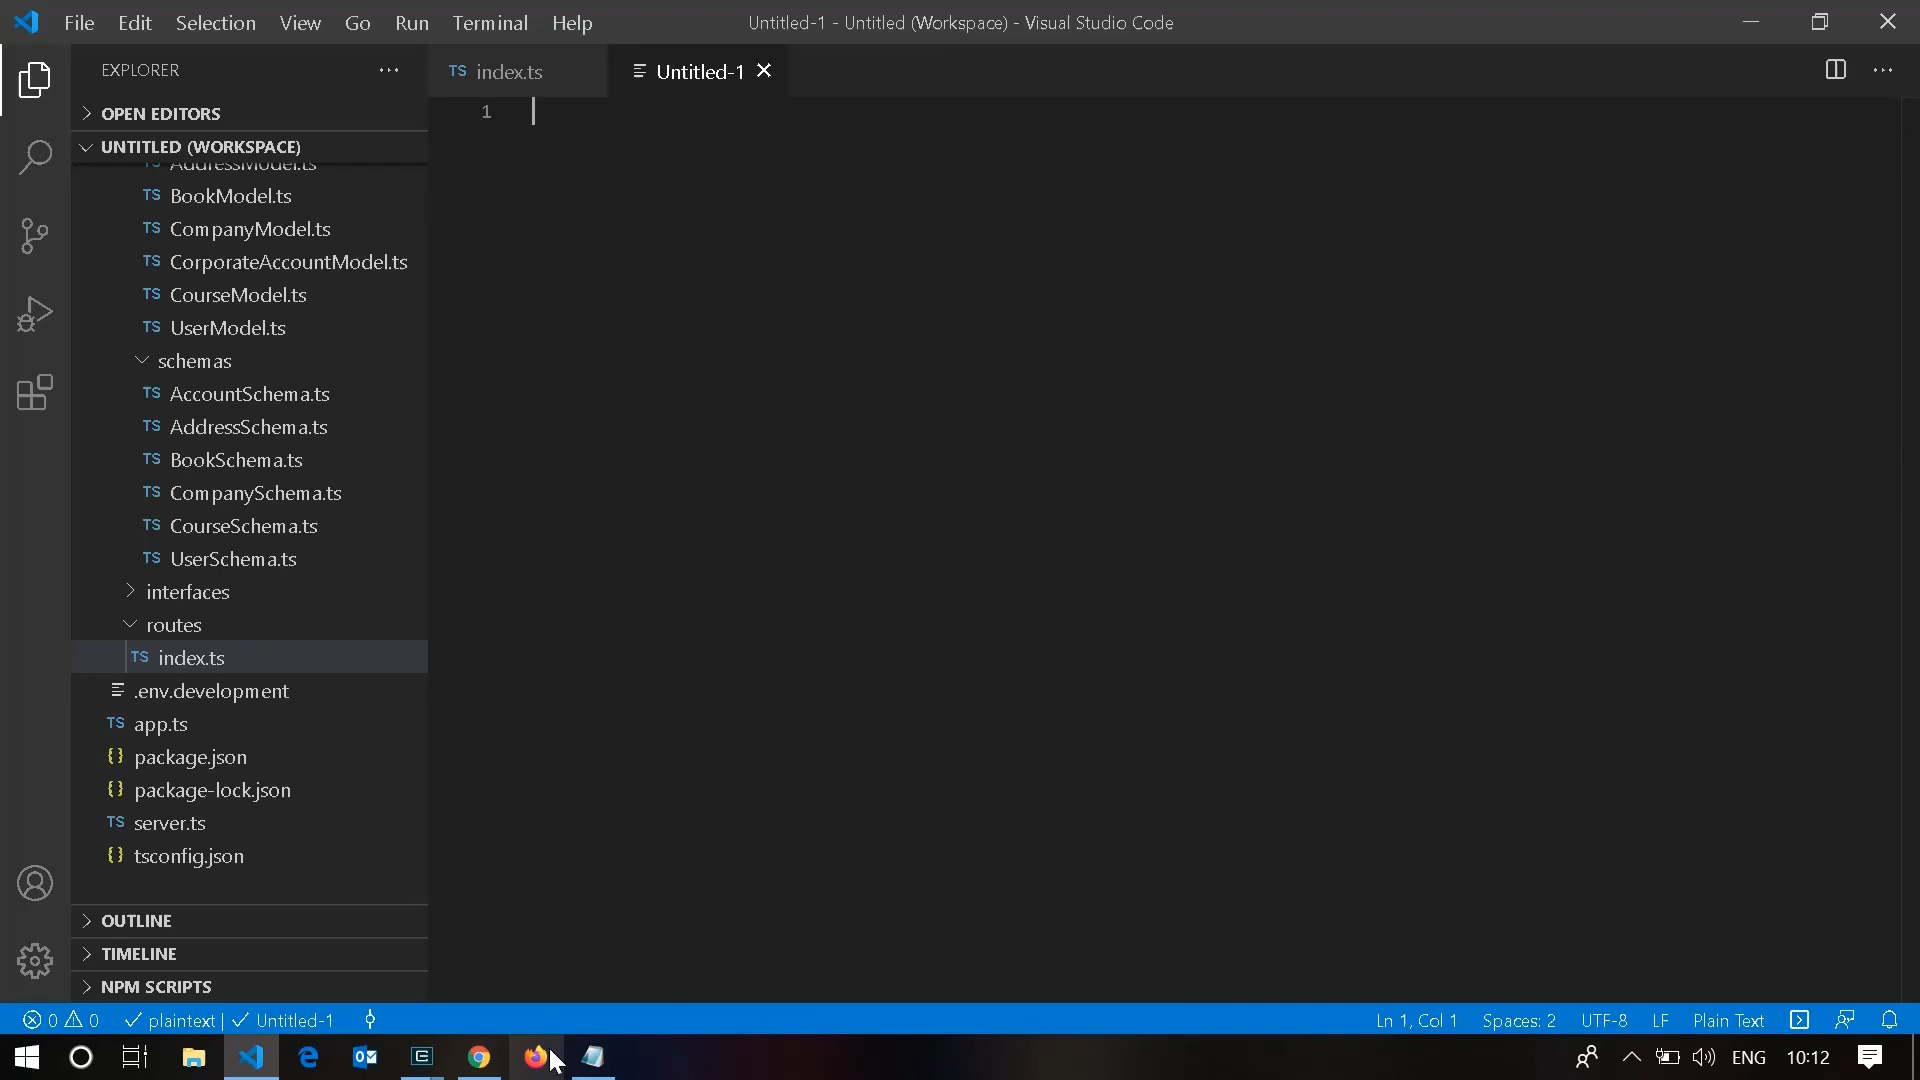 File Edit Selection View Go Run Terminal Help
Untitled-1 - Untitled (Workspace) - Visual Studio Code
EXPLORER
TS index.ts
Untitled-1
OPEN EDITORS
UNTITLED (WORKSPACE)
1
AddressModel.ts
TS BookModel.ts
TS CompanyModel.ts
TS CorporateAccountModel.ts
TS CourseModel.ts
TS UserModel.ts
schemas
TS AccountSchema.ts
TS AddressSchema.ts
TS BookSchema.ts
TS CompanySchema.ts
TS CourseSchema.ts
TS UserSchema.ts
interfaces
routes
TS index.ts
.env.development
TS app.ts
{} package.json
{} package-lock.json
TS server.ts
{} tsconfig.json
OUTLINE
TIMELINE
NPM SCRIPTS
0 0 plaintext | Untitled-1
Ln 1, Col 1 Spaces: 2 UTF-8 LF Plain Text
ENG 10:12